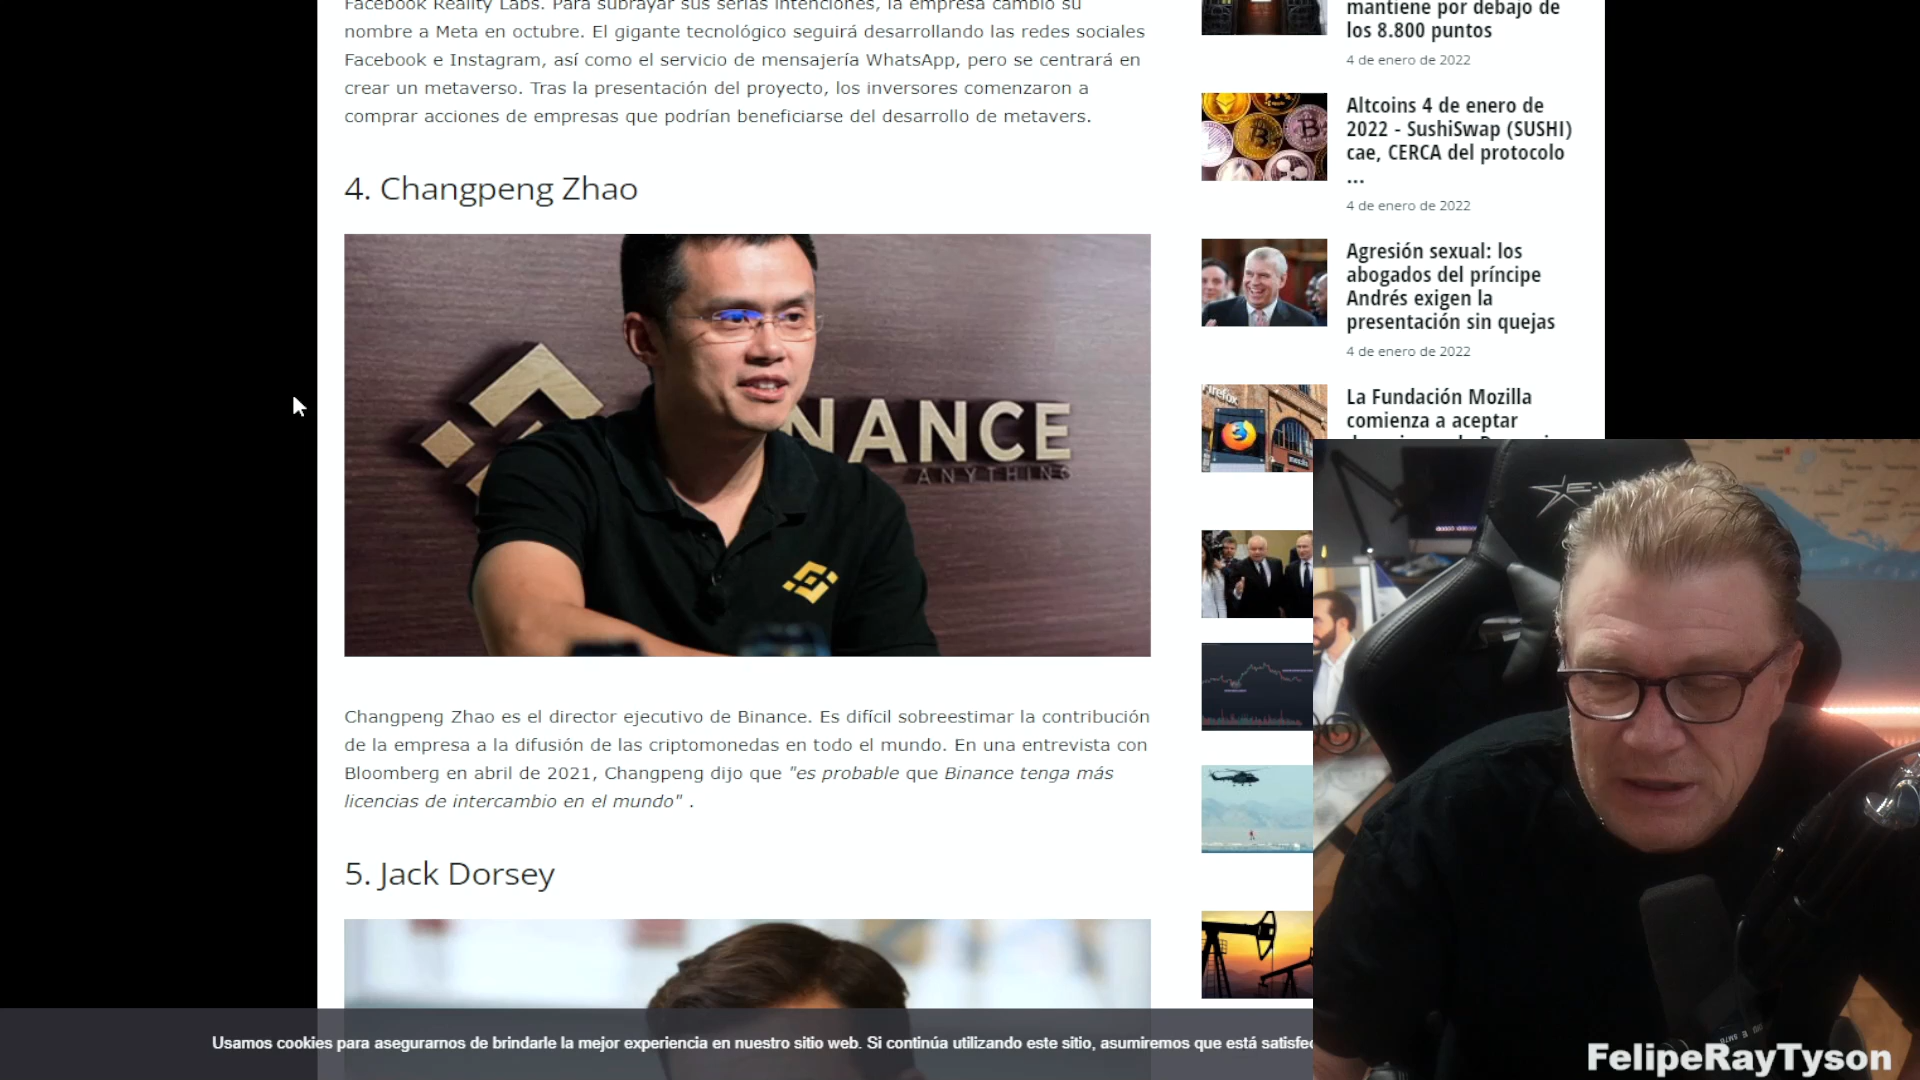 Facebook Reality Labs. Para subrayar sus serias intenciones, la empresa cambió su
nombre a Meta en octubre. El gigante tecnológico seguirá desarrollando las redes sociales
Facebook e Instagram, así como el servicio de mensajería WhatsApp, pero se centrará en
crear un metaverso. Tras la presentación del proyecto, los inversores comenzaron a
comprar acciones de empresas que podrían beneficiarse del desarrollo de metavers.
4. Changpeng Zhao
NANCE
ANYTHING
Changpeng Zhao es el director ejecutivo de Binance. Es difícil sobreestimar la contribución
de la empresa a la difusión de las criptomonedas en todo el mundo. En una entrevista con
Bloomberg en abril de 2021, Changpeng dijo que "es probable que Binance tenga más
licencias de intercambio en el mundo" .
5. Jack Dorsey
mantiene por debajo de
los 8.800 puntos
4 de enero de 2022
Altcoins 4 de enero de
2022 - SushiSwap (SUSHI)
cae, CERCA del protocolo
...
4 de enero de 2022
Agresión sexual: los
abogados del príncipe
Andrés exigen la
presentación sin quejas
4 de enero de 2022
Firefox
mozilla
La Fundación Mozilla
comienza a aceptar
Usamos cookies para asegurarnos de brindarle la mejor experiencia en nuestro sitio web. Si continúa utilizando este sitio, asumiremos que está satisfec
FelipeRayTyson